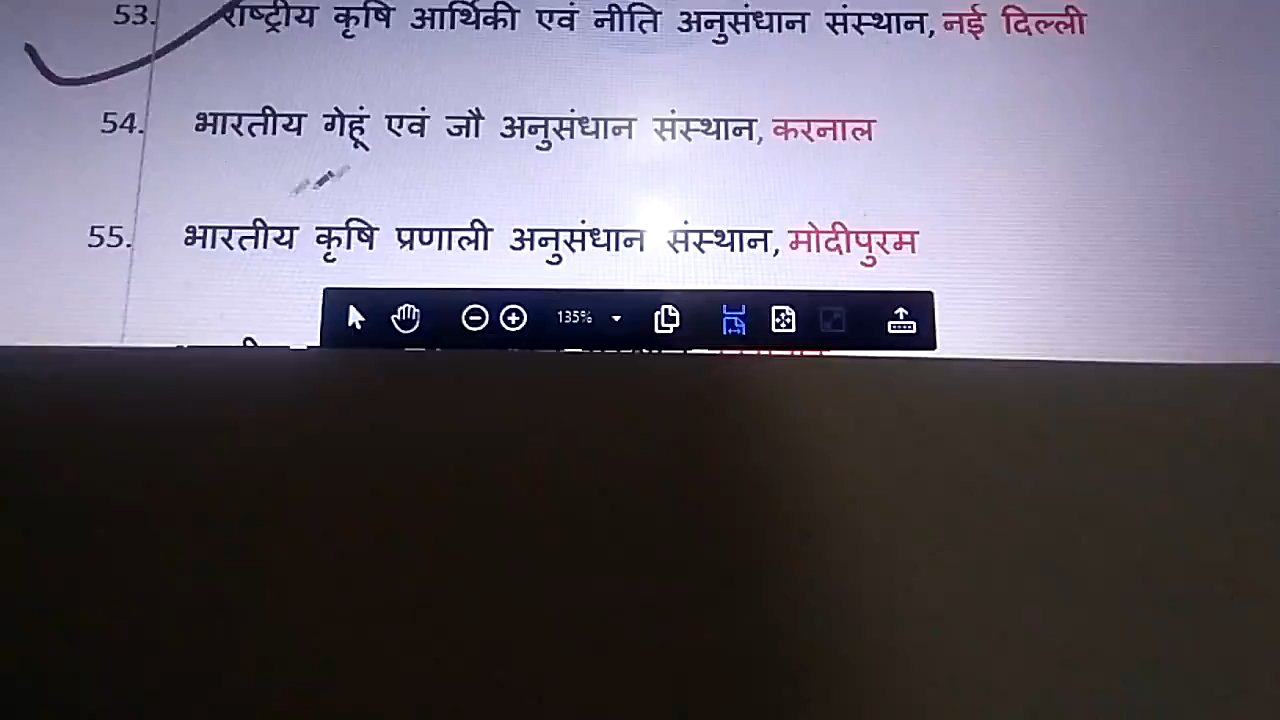 53. राष्ट्रीय कृषि आर्थिकी एवं नीति अनुसंधान संस्थान, नई दिल्ली
54. भारतीय गेहूं एवं जौ अनुसंधान संस्थान, करनाल
55. भारतीय कृषि प्रणाली अनुसंधान संस्थान, मोदीपुरम
135%